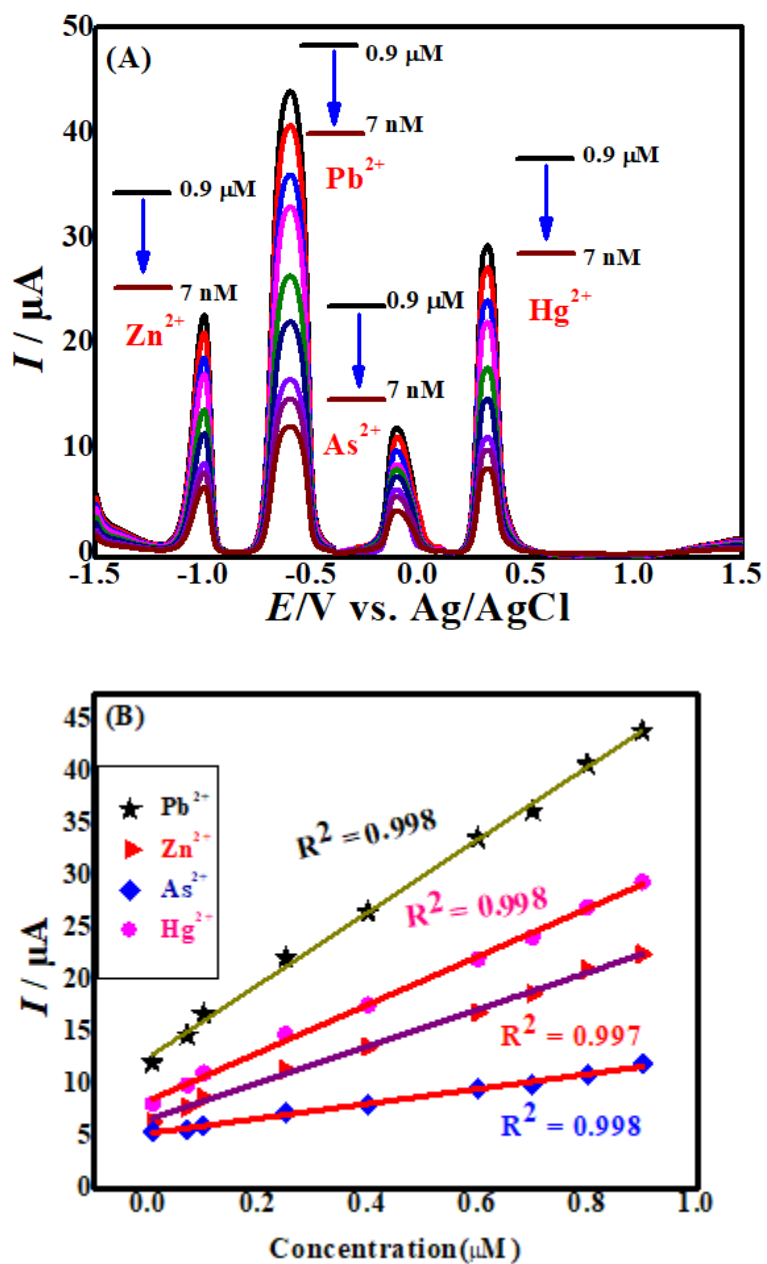 (A)
50
40
30
20
10
0
I / μA
0.9 μM
7 nM
Pb²⁺
0.9 μM
7 nM
Zn²⁺
0.9 μM
7 nM
Hg²⁺
0.9 μM
7 nM
As²⁺
-1.5 -1.0 -0.5 0.0 0.5 1.0 1.5
E/V vs. Ag/AgCl
(B)
45
40
35
30
25
20
15
10
5
0
I / μA
Pb²⁺
Zn²⁺
As²⁺
Hg²⁺
R² = 0.998
R² = 0.998
R² = 0.997
R² = 0.998
0.0 0.2 0.4 0.6 0.8 1.0
Concentration(μM)